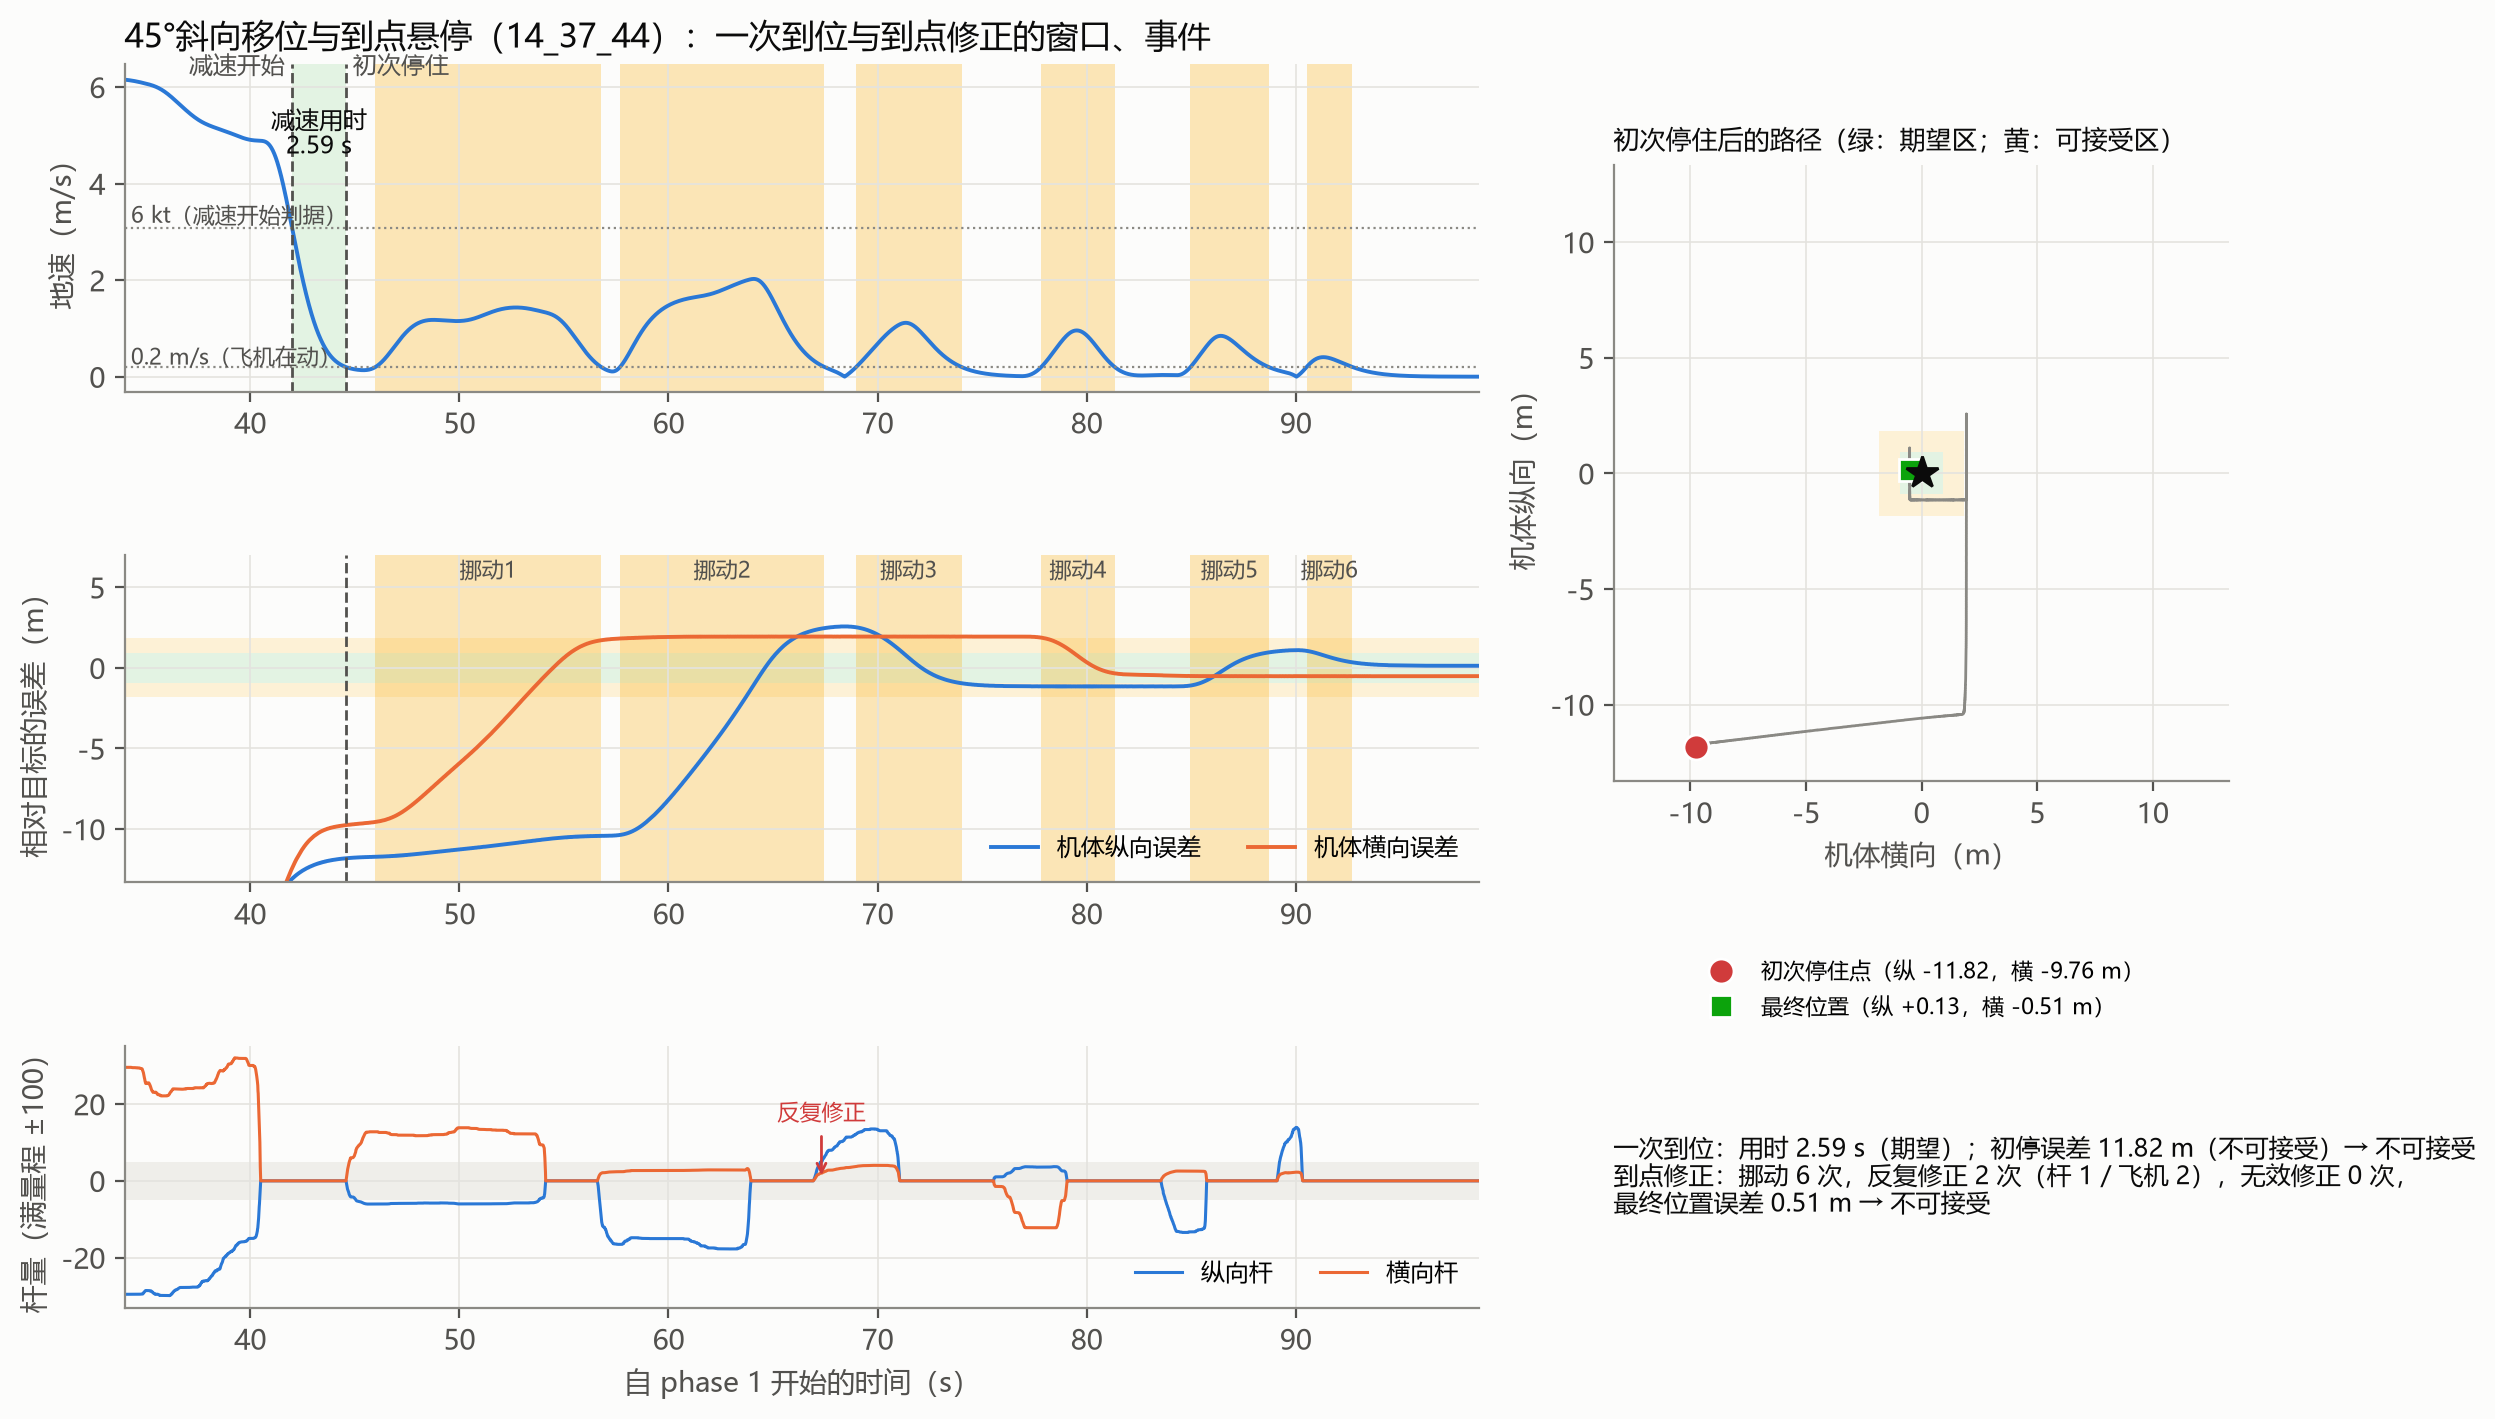 45°斜向移位与到点悬停（14_37_44）：一次到位与到点修正的窗口、事件
减速开始
初次停住
减速用时
2.59 s
6 kt（减速开始判据）
0.2 m/s（飞机在动）
地速（m/s）
6
4
2
0
40
50
60
70
80
90
挪动1
挪动2
挪动3
挪动4
挪动5
挪动6
相对目标的误差（m）
5
0
-5
-10
机体纵向误差
机体横向误差
40
50
60
70
80
90
反复修正
杆量（满量程 ±100）
20
0
-20
纵向杆
横向杆
40
50
60
70
80
90
自 phase 1 开始的时间（s）
初次停住后的路径（绿：期望区；黄：可接受区）
机体纵向（m）
10
5
0
-5
-10
-10
-5
0
5
10
机体横向（m）
初次停住点（纵 -11.82，横 -9.76 m）
最终位置（纵 +0.13，横 -0.51 m）
一次到位：用时 2.59 s（期望）；初停误差 11.82 m（不可接受）→ 不可接受
到点修正：挪动 6 次，反复修正 2 次（杆 1 / 飞机 2），无效修正 0 次，
最终位置误差 0.51 m → 不可接受